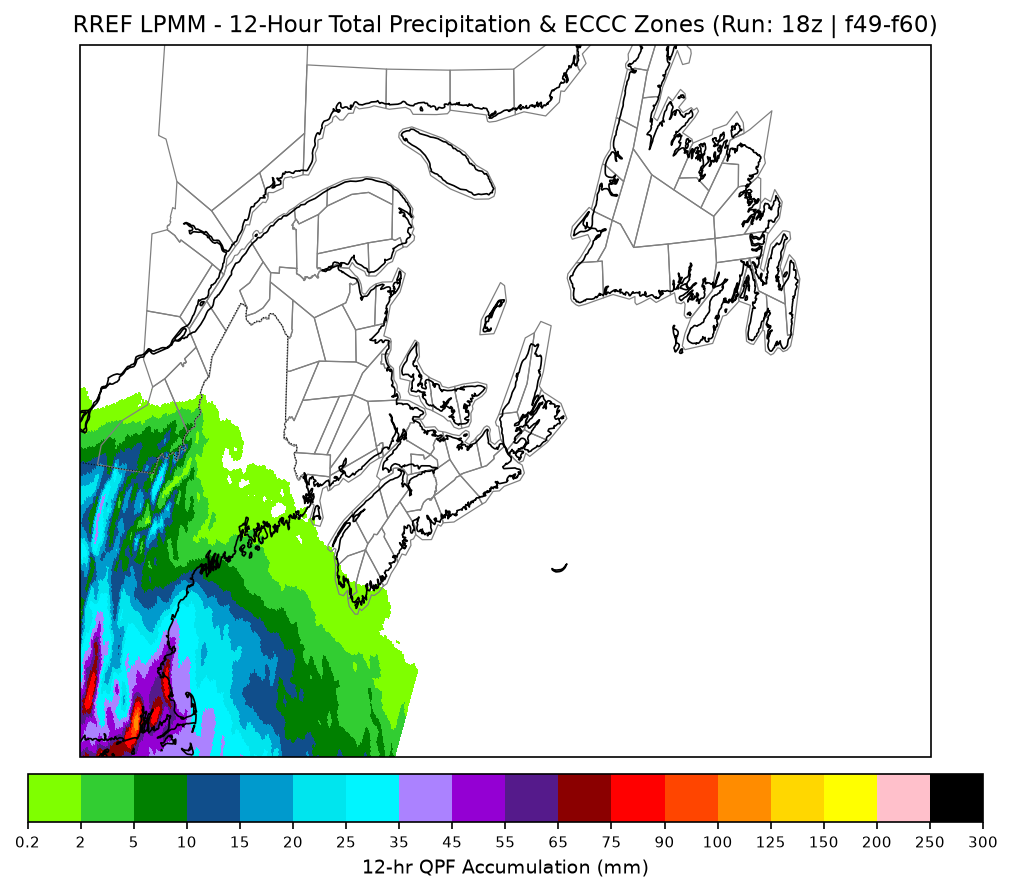 RREF LPMM - 12-Hour Total Precipitation & ECCC Zones (Run: 18z | f49-f60)
0.2 2 5 10 15 20 25 35 45 55 65 75 85 90 100 125 150 200 250 300
12-hr QPF Accumulation (mm)